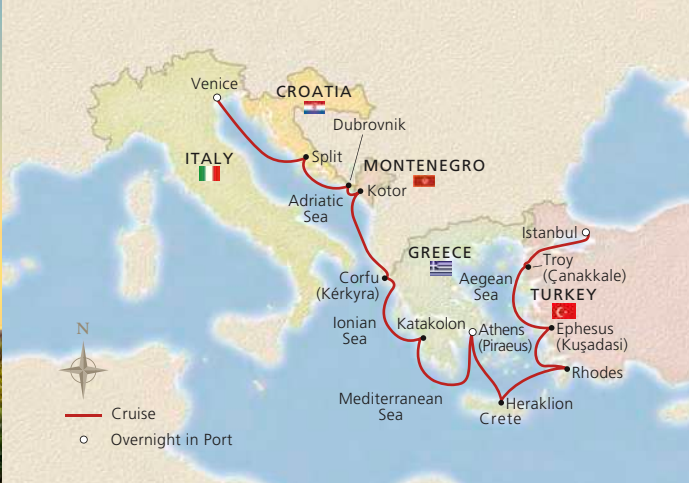 Venice
CROATIA
Dubrovnik
ITALY
Split
MONTENEGRO
Kotor
Adriatic
Sea
Istanbul
GREECE
Troy
(Çanakkale)
Corfu
(Kérkyra)
Aegean
Sea
TURKEY
Ionian
Sea
Katakolon
Athens
(Piraeus)
Ephesus
(Kuşadasi)
N
Rhodes
Mediterranean
Sea
Heraklion
Crete
Cruise
Overnight in Port